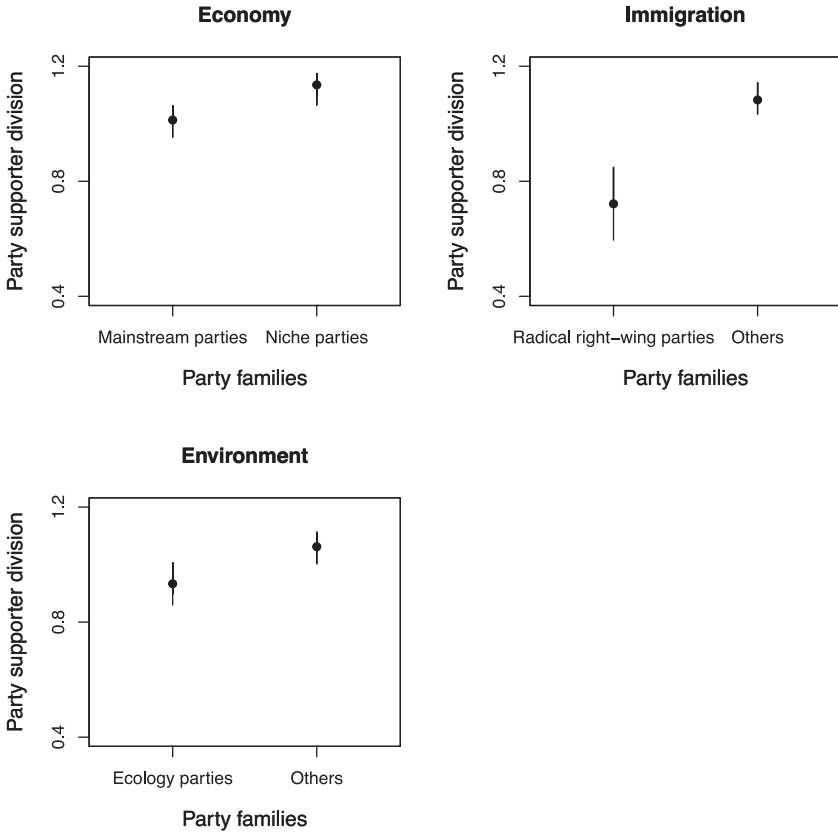 Economy
Party supporter division
1.2
0.8
0.4
Mainstream parties Niche parties
Party families
Immigration
Party supporter division
1.2
0.8
0.4
Radical right–wing parties Others
Party families
Environment
Party supporter division
1.2
0.8
0.4
Ecology parties Others
Party families